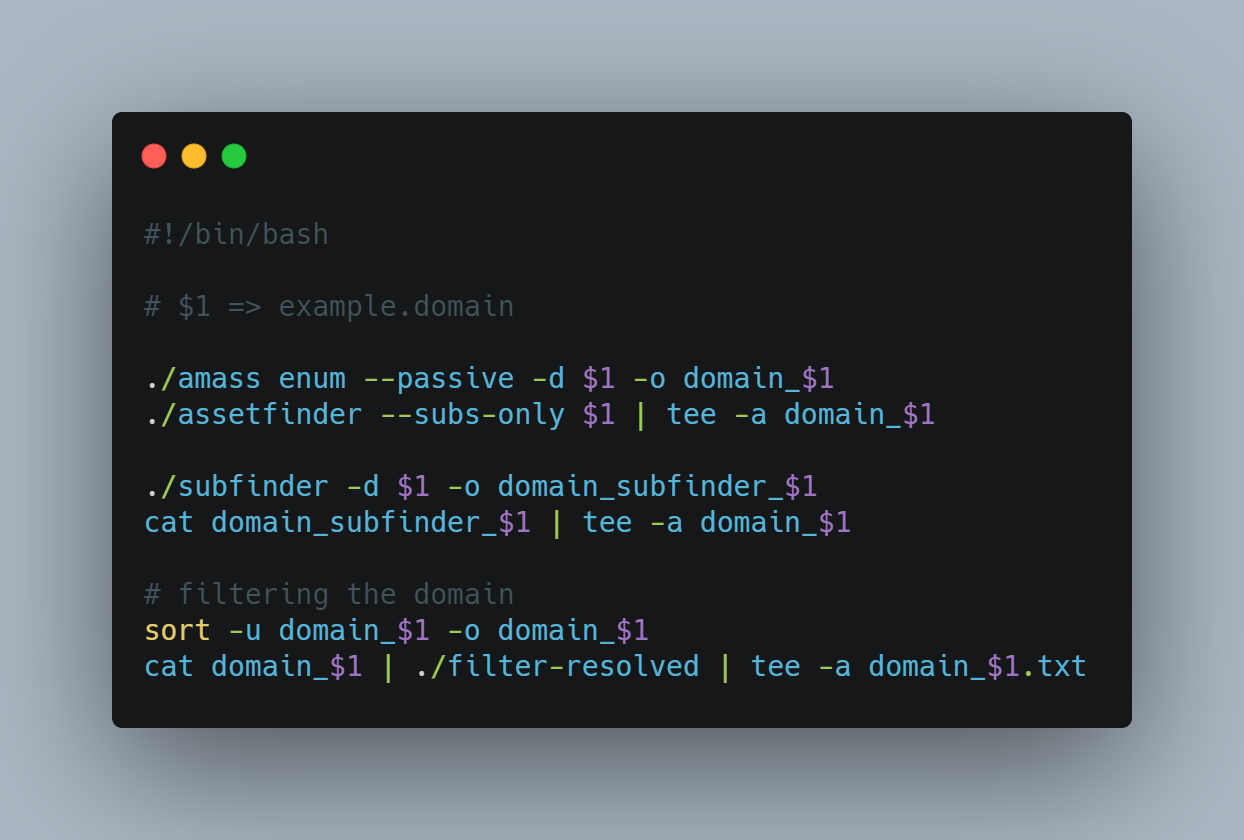 #!/bin/bash
# $1 => example.domain
./amass enum --passive -d $1 -o domain_$1
./assetfinder --subs-only $1 | tee -a domain_$1
./subfinder -d $1 -o domain_subfinder_$1
cat domain_subfinder_$1 | tee -a domain_$1
# filtering the domain
sort -u domain_$1 -o domain_$1
cat domain_$1 | ./filter-resolved | tee -a domain_$1.txt